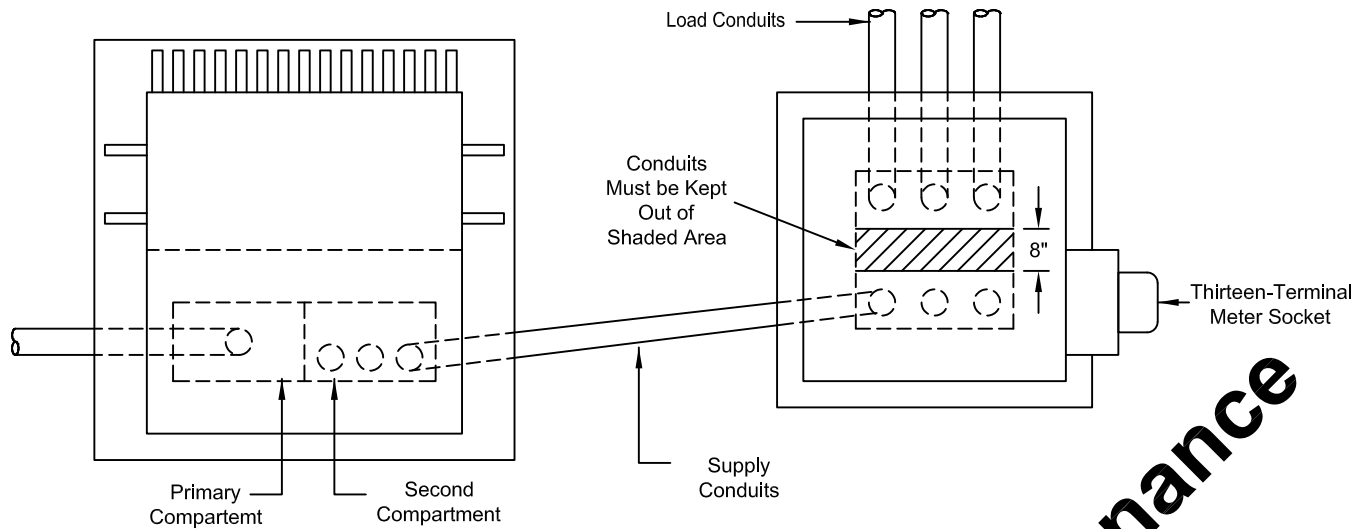 Load Conduits
Conduits
Must be Kept
Out of
Shaded Area
8"
Thirteen-Terminal
Meter Socket
Supply
Conduits
Primary
Compartemt
Second
Compartment
nance